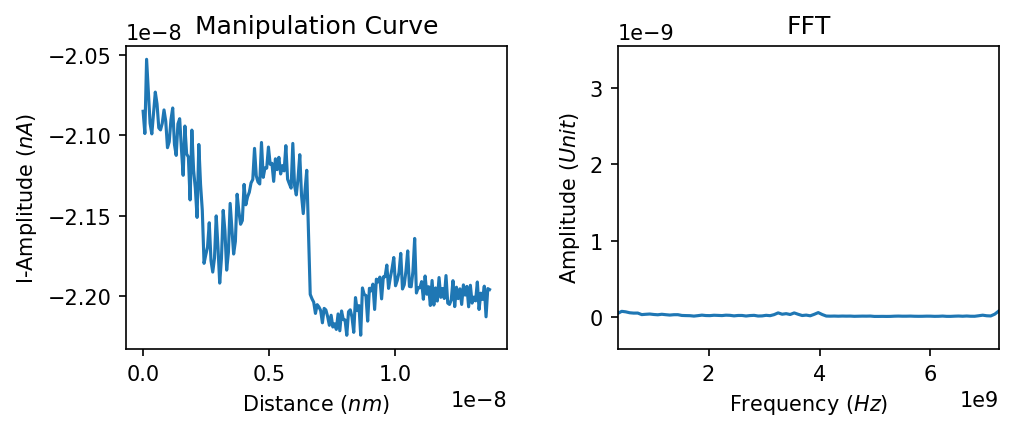 Manipulation Curve
1e−8
−2.05
−2.10
−2.15
−2.20
I-Amplitude (nA)
0.0 0.5 1.0
1e−8
Distance (nm)
FFT
1e−9
3
2
1
0
Amplitude (Unit)
2 4 6
1e9
Frequency (Hz)